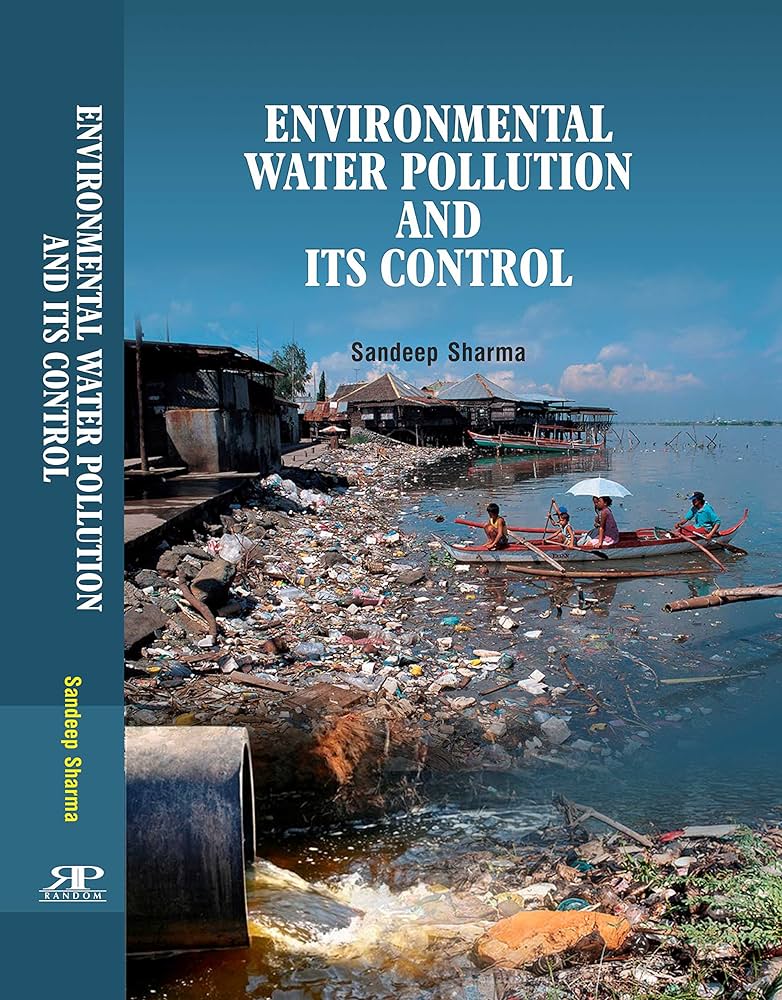 ENVIRONMENTAL
WATER POLLUTION
AND
ITS CONTROL
Sandeep Sharma
ENVIRONMENTAL WATER POLLUTION
AND ITS CONTROL
Sandeep Sharma
RP
RANDOM